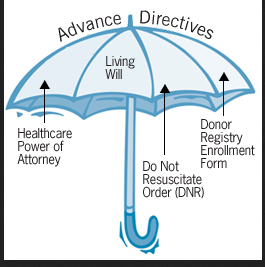 Advance Directives
Living
Will
Healthcare
Power of
Attorney
Do Not
Resuscitate
Order (DNR)
Donor
Registry
Enrollment
Form